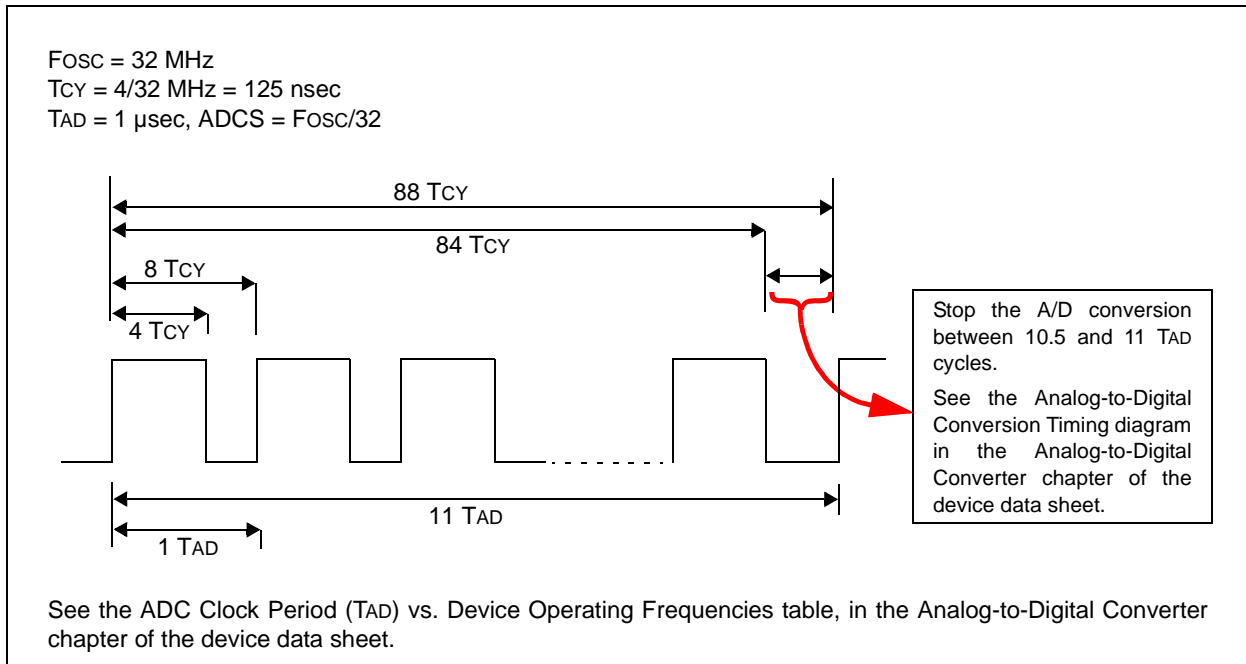 FOSC = 32 MHz
TCY = 4/32 MHz = 125 nsec
TAD = 1 µsec, ADCS = FOSC/32
88 TCY
84 TCY
8 TCY
4 TCY
Stop the A/D conversion
between 10.5 and 11 TAD
cycles.
See the Analog-to-Digital
Conversion Timing diagram
in the Analog-to-Digital
Converter chapter of the
device data sheet.
11 TAD
1 TAD
See the ADC Clock Period (TAD) vs. Device Operating Frequencies table, in the Analog-to-Digital Converter
chapter of the device data sheet.